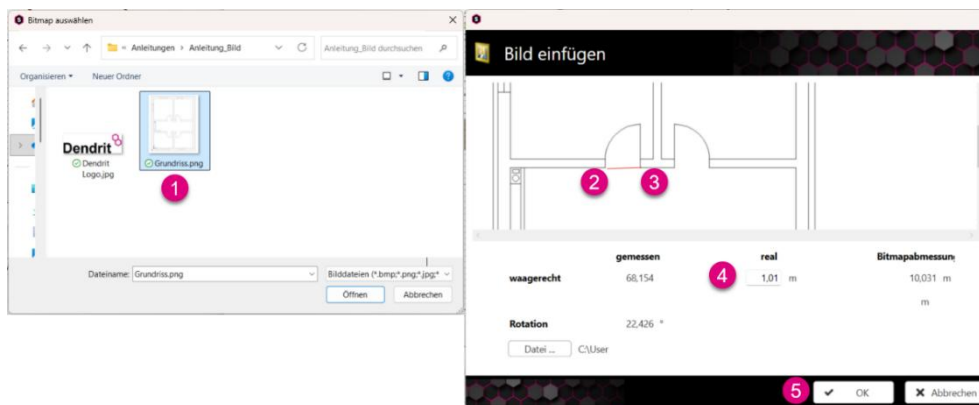 Bitmap auswählen
« Anleitungen > Anleitung_Bild
Anleitung_Bild durchsuchen
Organisieren
Neuer Ordner
Dendrit
Dendrit
Logo.jpg
Grundriss.png
1
Dateiname:
Grundriss.png
Bilddateien (*.bmp;*.png;*.jpg;*
Öffnen
Abbrechen
Bild einfügen
2
3
gemessen
real
Bitmapabmessun
waagerecht
68,154
4
1,01 m
10,031 m
m
Rotation
22,426 °
Datei ...
C:\User
5
OK
Abbrechen